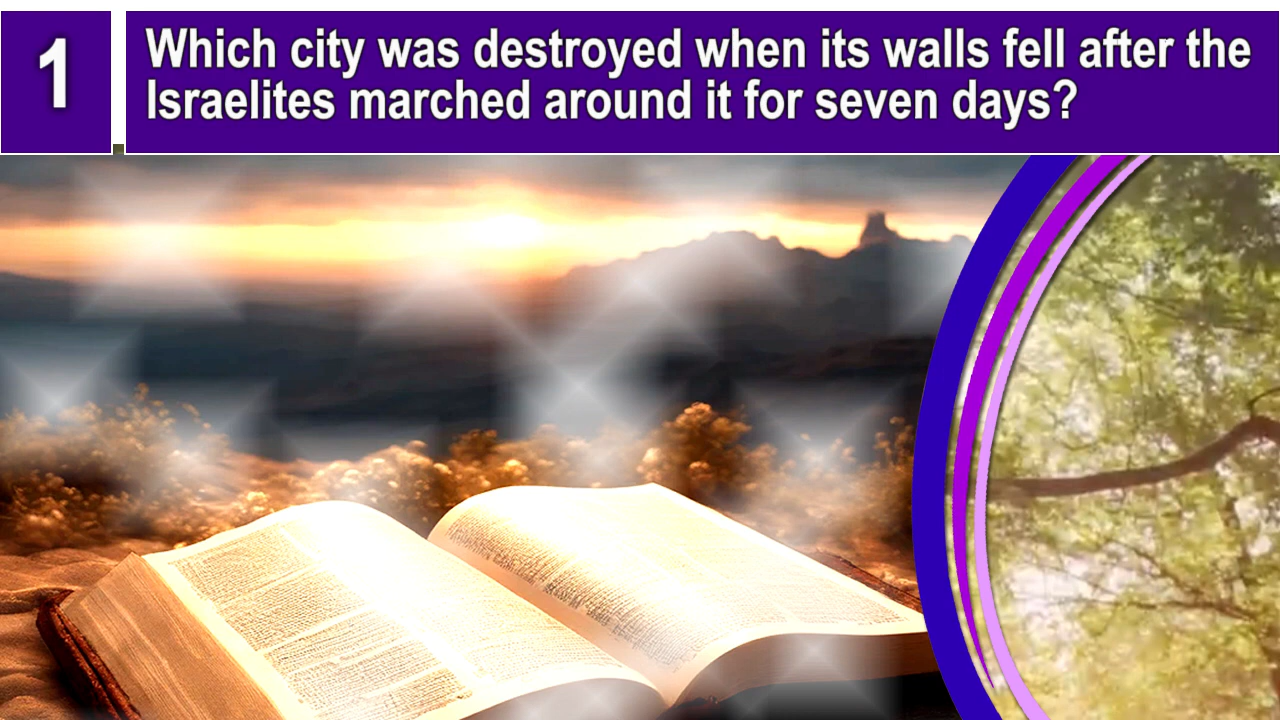 1
Which city was destroyed when its walls fell after the
Israelites marched around it for seven days?